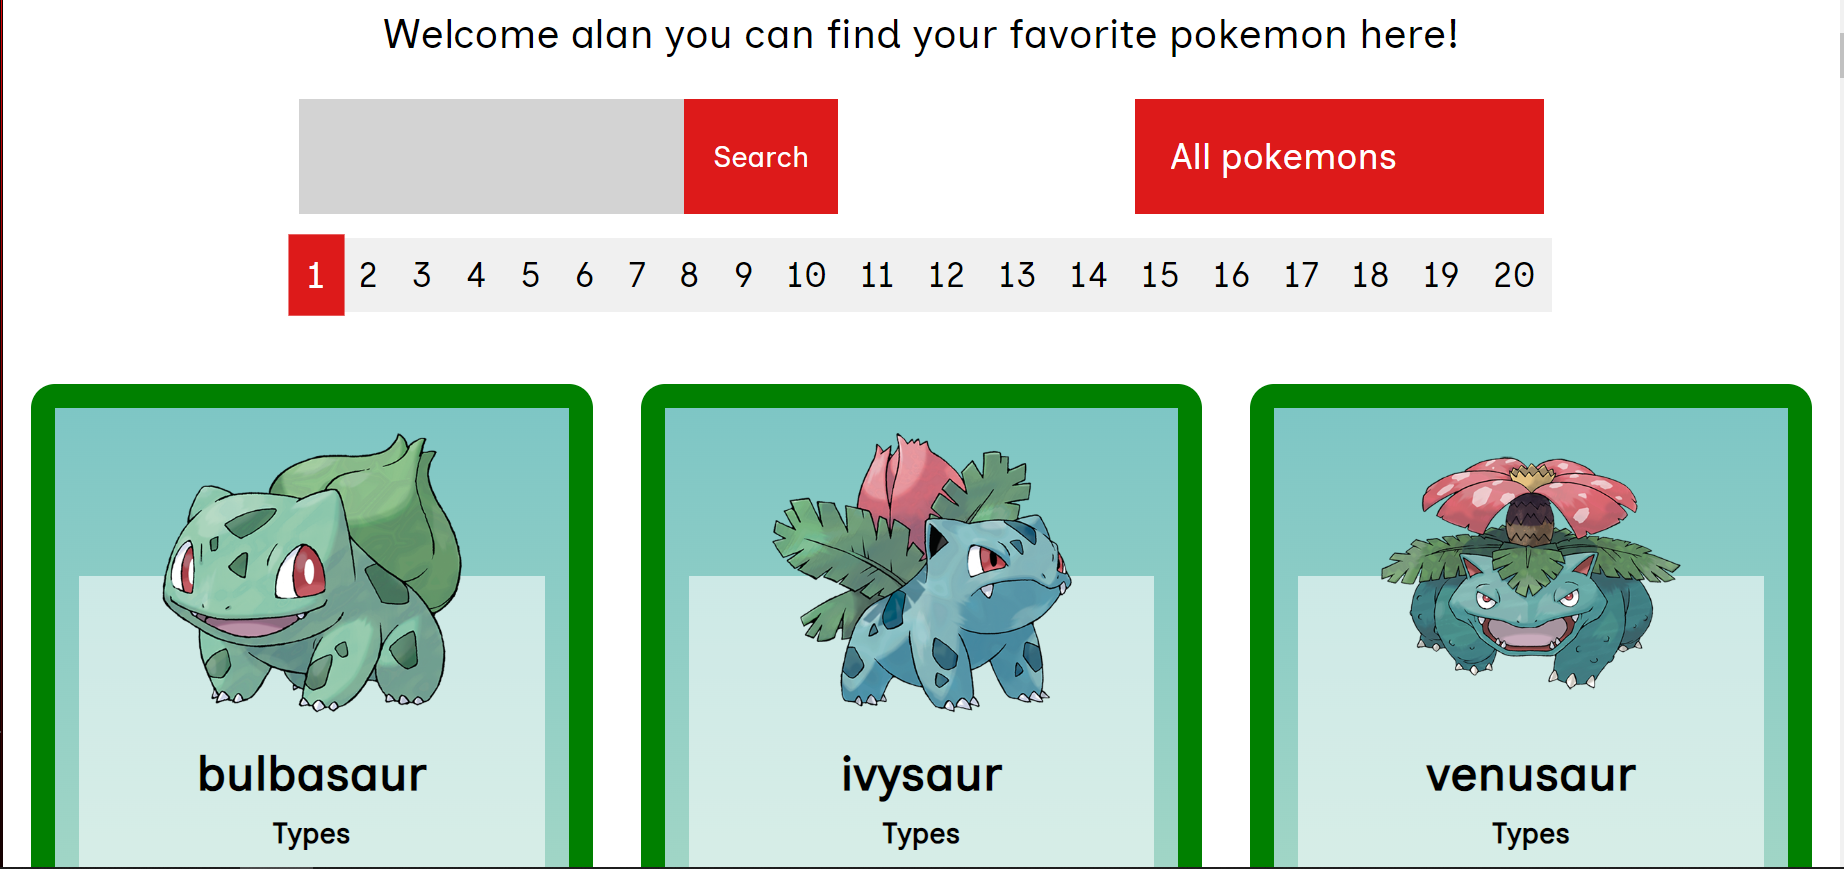 Welcome alan you can find your favorite pokemon here!
Search
All pokemons
1 2 3 4 5 6 7 8 9 10 11 12 13 14 15 16 17 18 19 20
bulbasaur
Types
ivysaur
Types
venusaur
Types